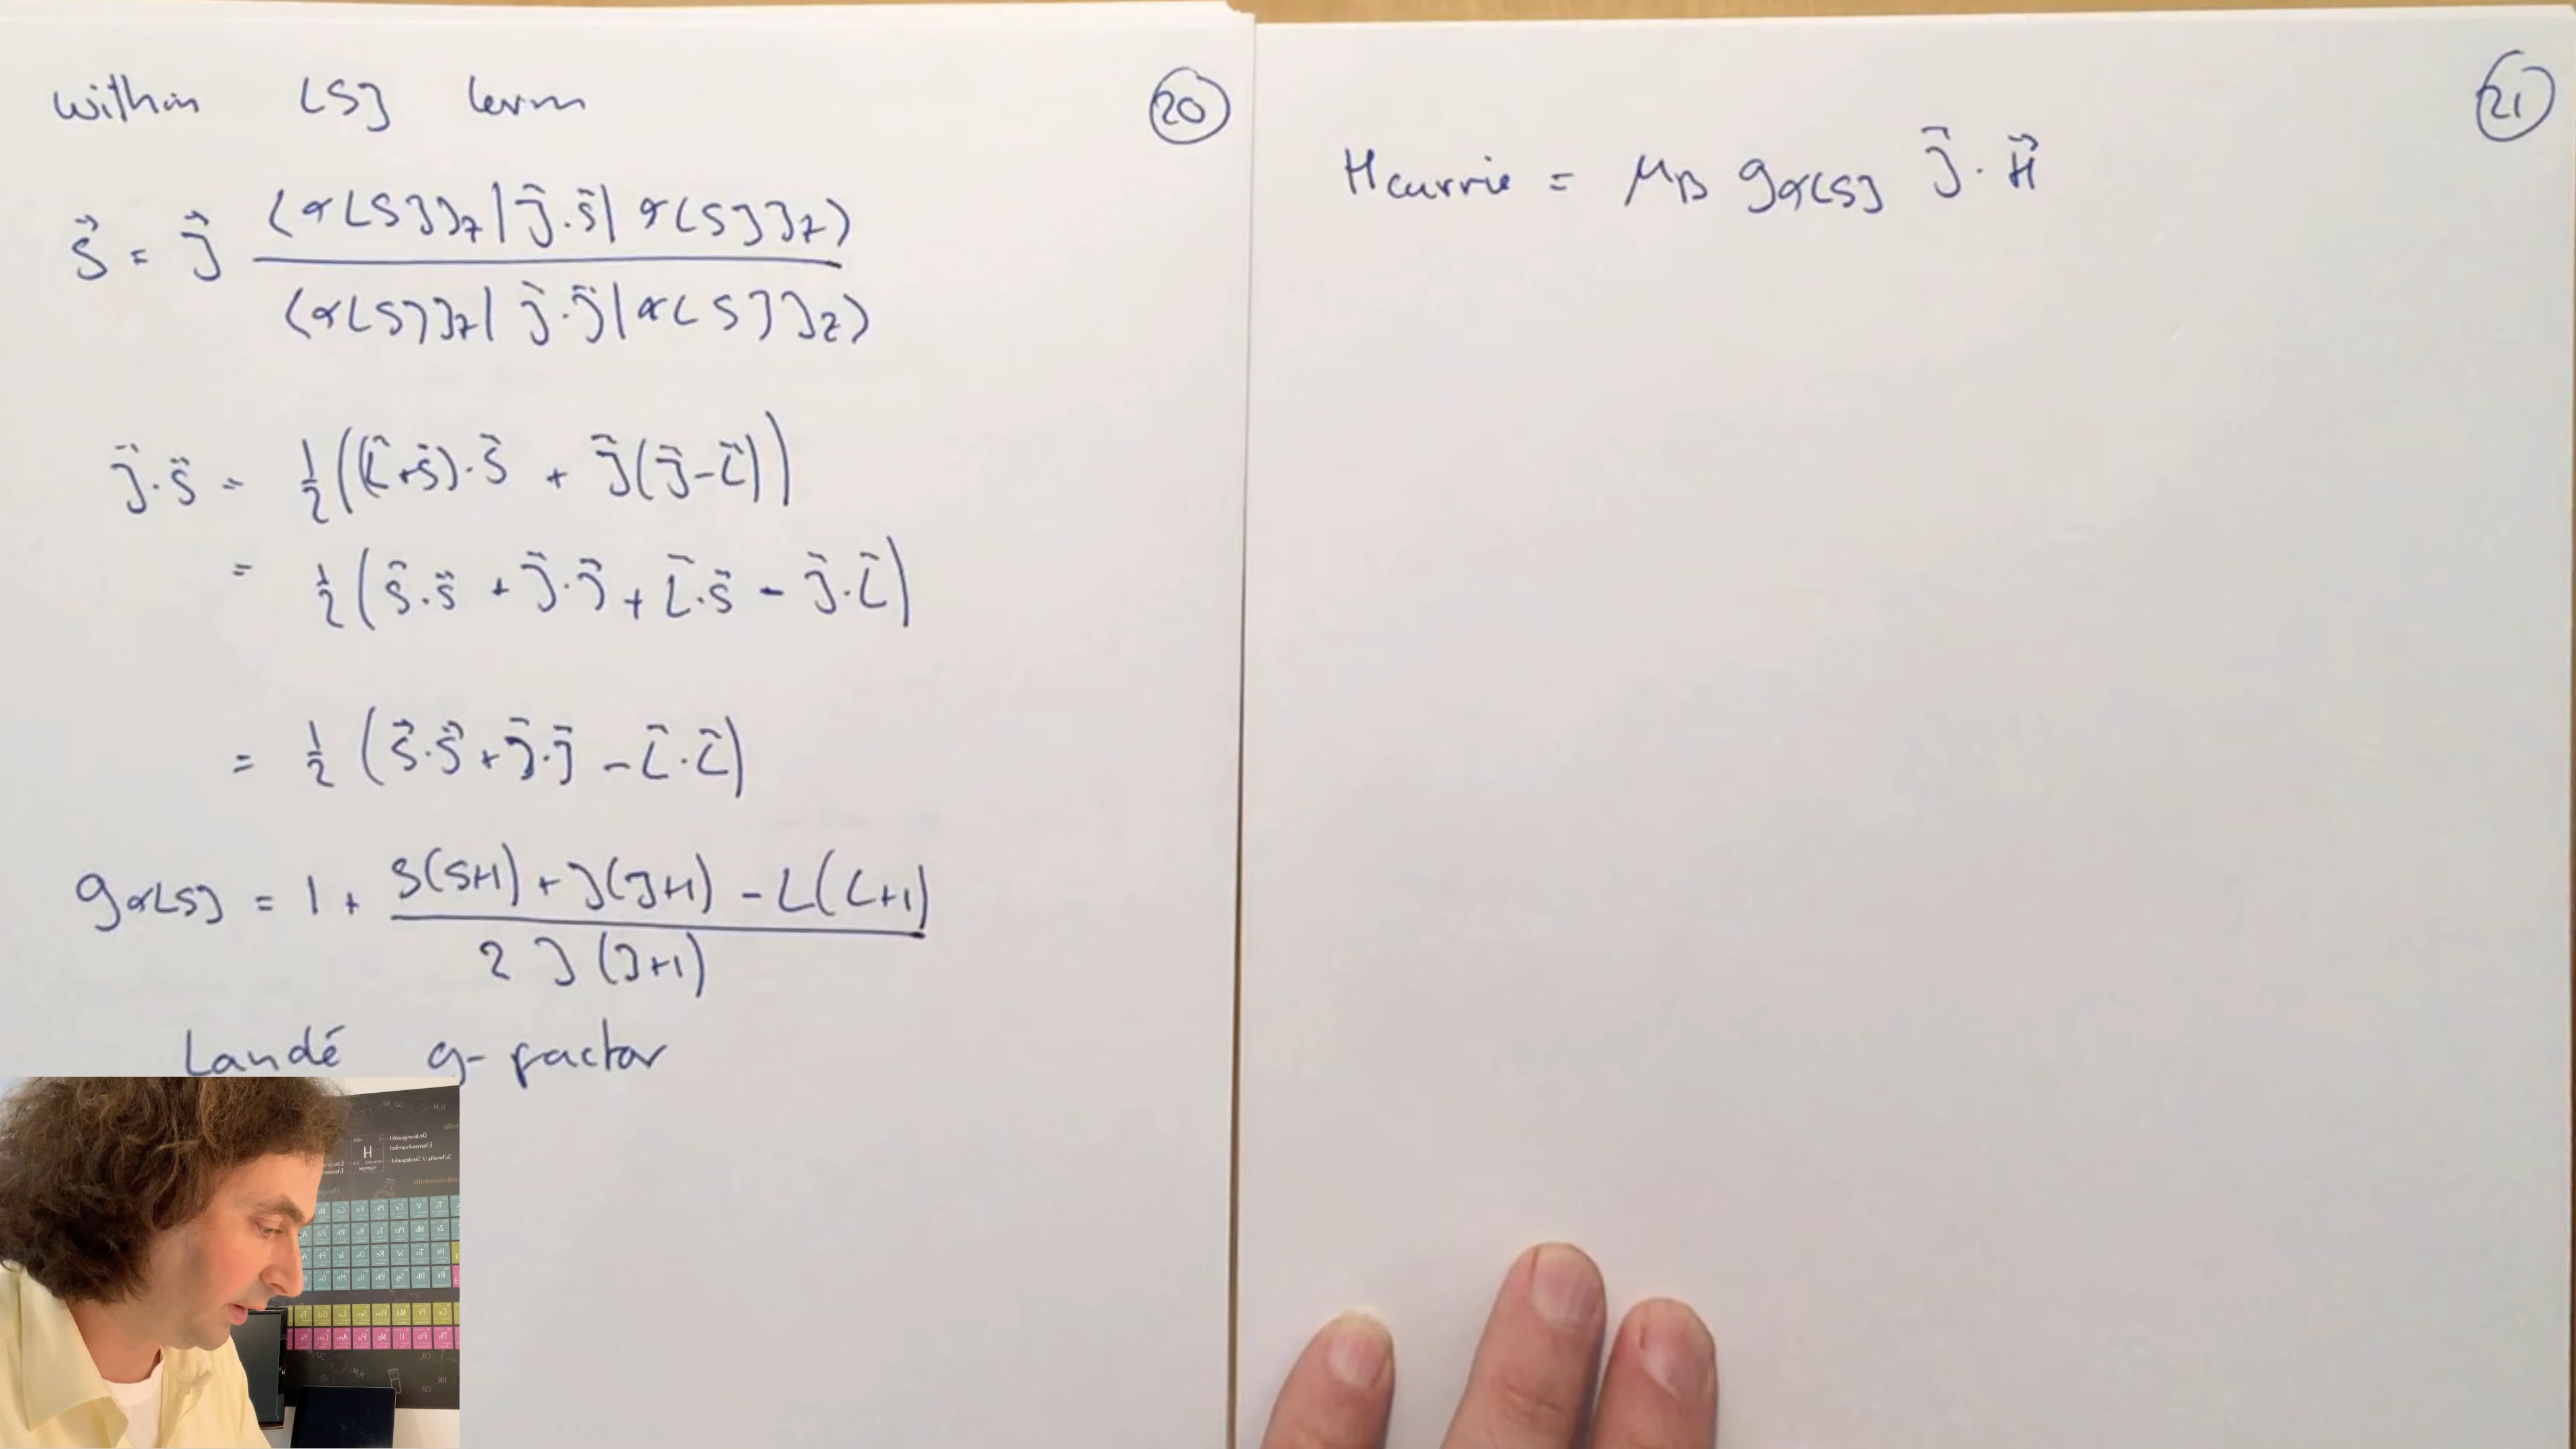 within LSJ term
20
S⃗ = J⃗ ⟨αLSJJz|J⃗·S⃗|αLSJJz⟩
⟨αLSJJz|J⃗·J⃗|αLSJJz⟩
J⃗·S⃗ = 1/2((L⃗+S⃗)·S⃗ + J⃗(J⃗-L⃗))
= 1/2(S⃗·S⃗ + J⃗·J⃗ + L⃗·S⃗ - J⃗·L⃗)
= 1/2(S⃗·S⃗ + J⃗·J⃗ - L⃗·L⃗)
gαLSJ = 1 + S(S+1) + J(J+1) - L(L+1)
2 J (J+1)
Landé g-factor
21
Hcurrie = μB gαLSJ J⃗·H⃗
H